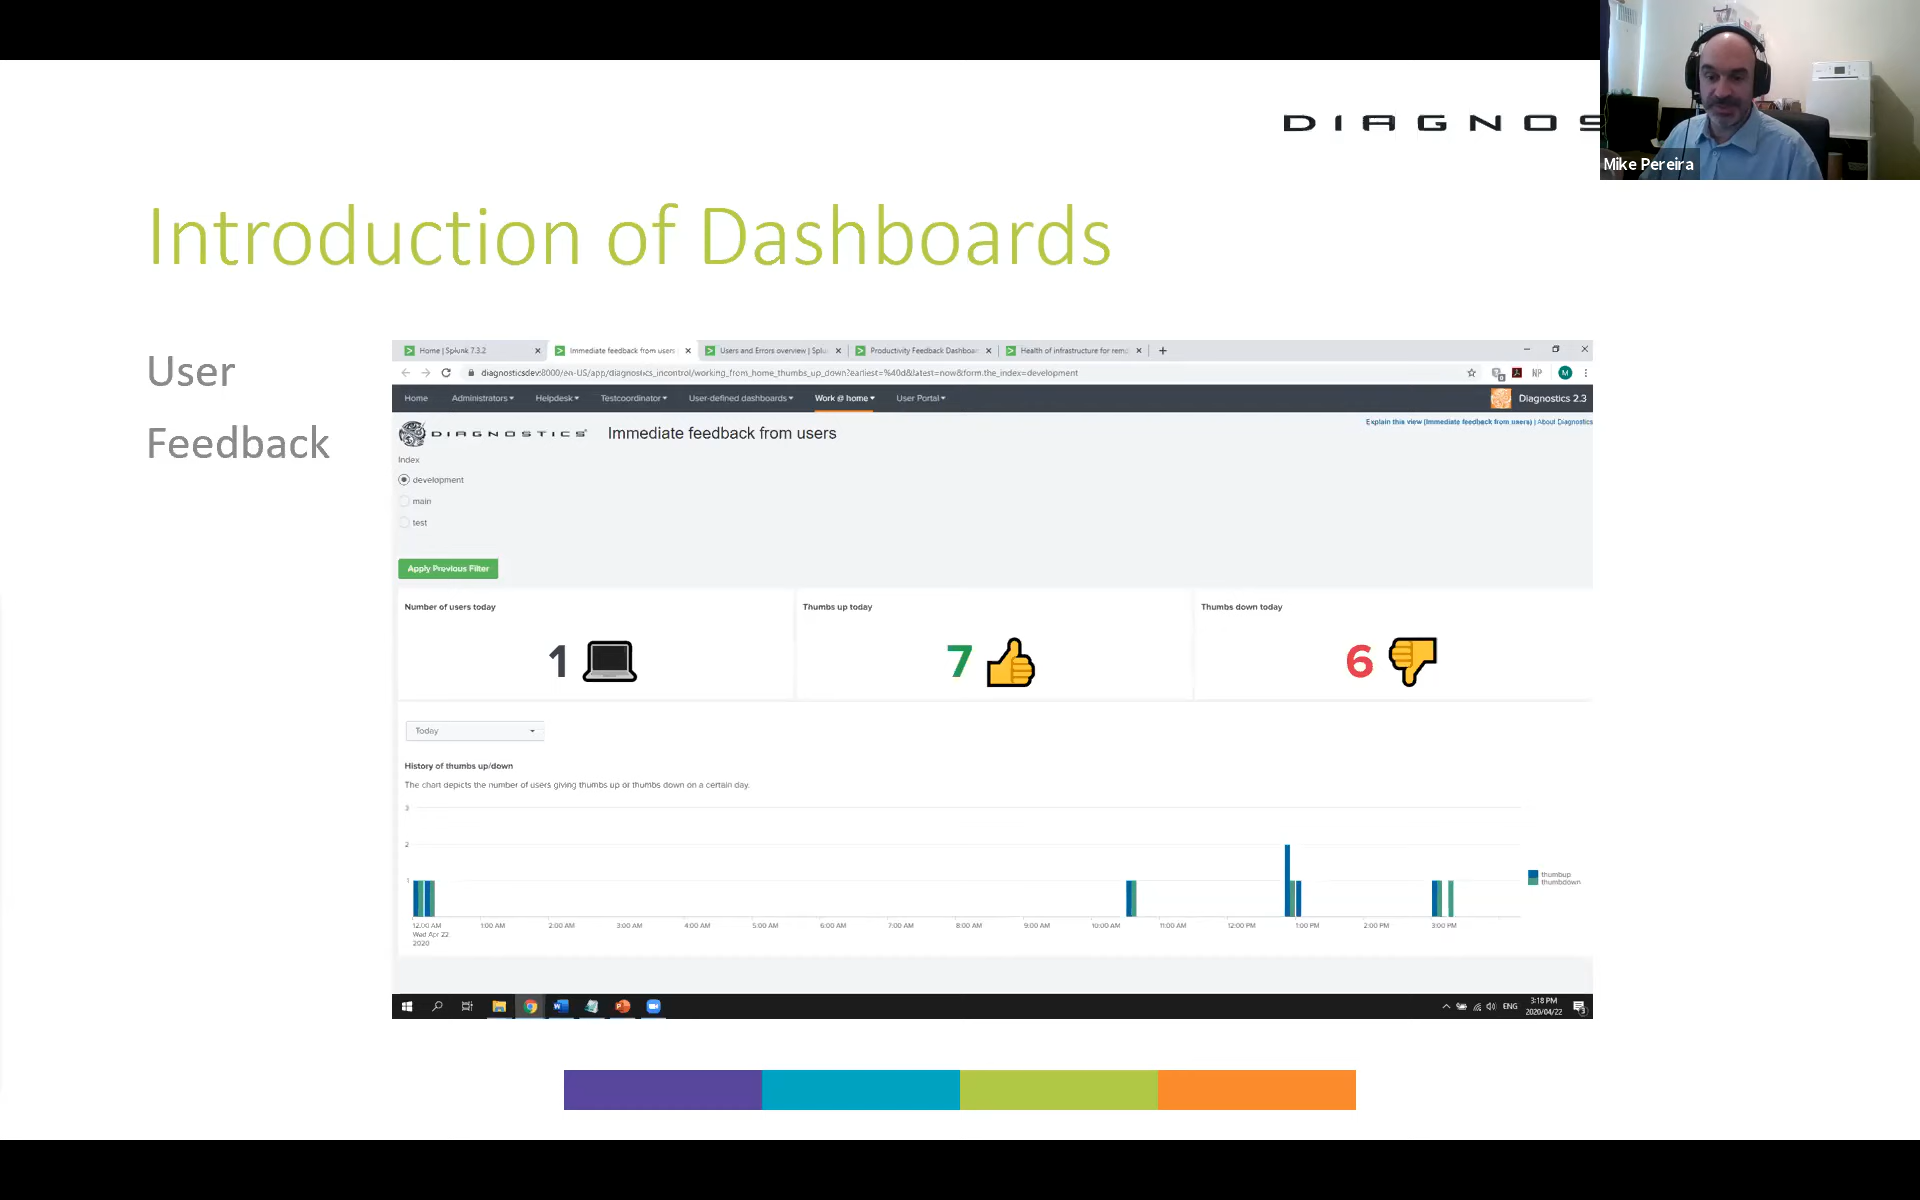 DIAGNOS
Mike Pereira
Introduction of Dashboards
User
Feedback
Home | Splunk 7.3.2
Immediate feedback from users
Users and Errors overview | Splu
Productivity Feedback Dashboar
Health of infrastructure for remo
diagnosticsdev:8000/en-US/app/diagnostics_incontrol/working_from_home_thumbs_up_down?earliest=%40d&latest=now&form.the_index=development
NP
M
Home Administrators Helpdesk Testcoordinator User-defined dashboards Work @ home User Portal Diagnostics 2.3
DIAGNOSTICS Immediate feedback from users
Explain this view (Immediate feedback from users) | About Diagnostics
Index
development
main
test
Apply Previous Filter
Number of users today
1
Thumbs up today
7
Thumbs down today
6
Today
History of thumbs up/down
The chart depicts the number of users giving thumbs up or thumbs down on a certain day.
3
2
1
thumbup
thumbdown
12:00 AM 1:00 AM 2:00 AM 3:00 AM 4:00 AM 5:00 AM 6:00 AM 7:00 AM 8:00 AM 9:00 AM 10:00 AM 11:00 AM 12:00 PM 1:00 PM 2:00 PM 3:00 PM
Wed Apr 22
2020
ENG
3:18 PM
2020/04/22